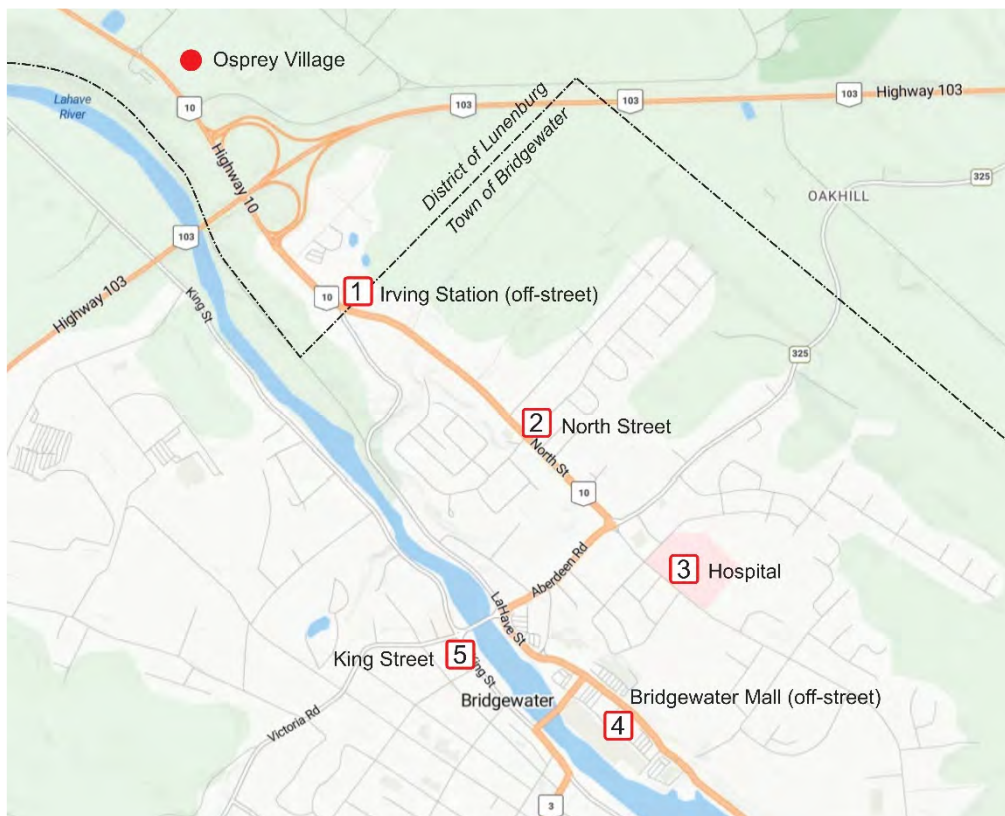 Osprey Village
Lahave
River
10
103
103
103
Highway 103
Highway 10
District of Lunenburg
Town of Bridgewater
325
OAKHILL
103
Highway 103
King St
10
1
Irving Station (off-street)
325
2
North Street
North St
10
Aberdeen Rd
3
Hospital
LaHave St
King Street
5
King St
Bridgewater
Bridgewater Mall (off-street)
4
Victoria Rd
3